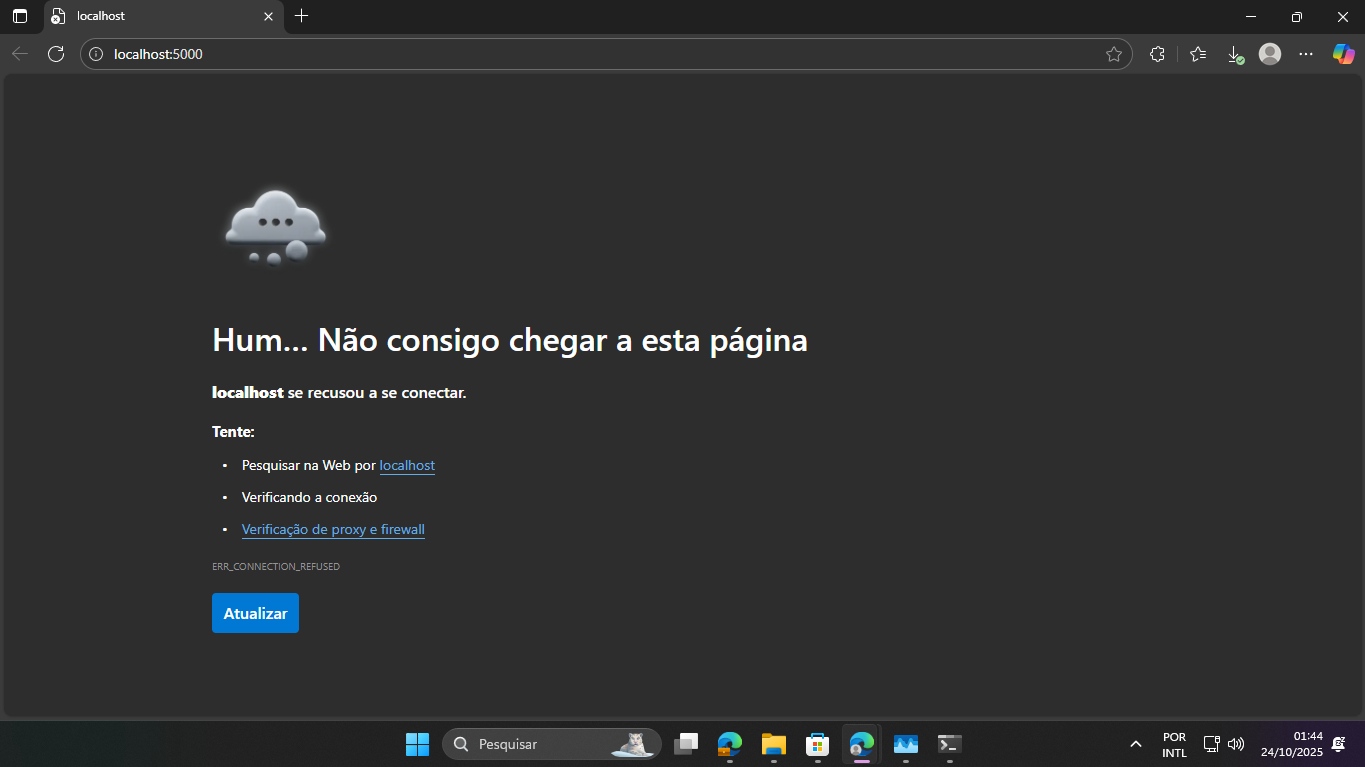 localhost
localhost:5000
Hum... Não consigo chegar a esta página
localhost se recusou a se conectar.
Tente:
• Pesquisar na Web por localhost
• Verificando a conexão
• Verificação de proxy e firewall
ERR_CONNECTION_REFUSED
Atualizar
Pesquisar
POR
INTL
01:44
24/10/2025